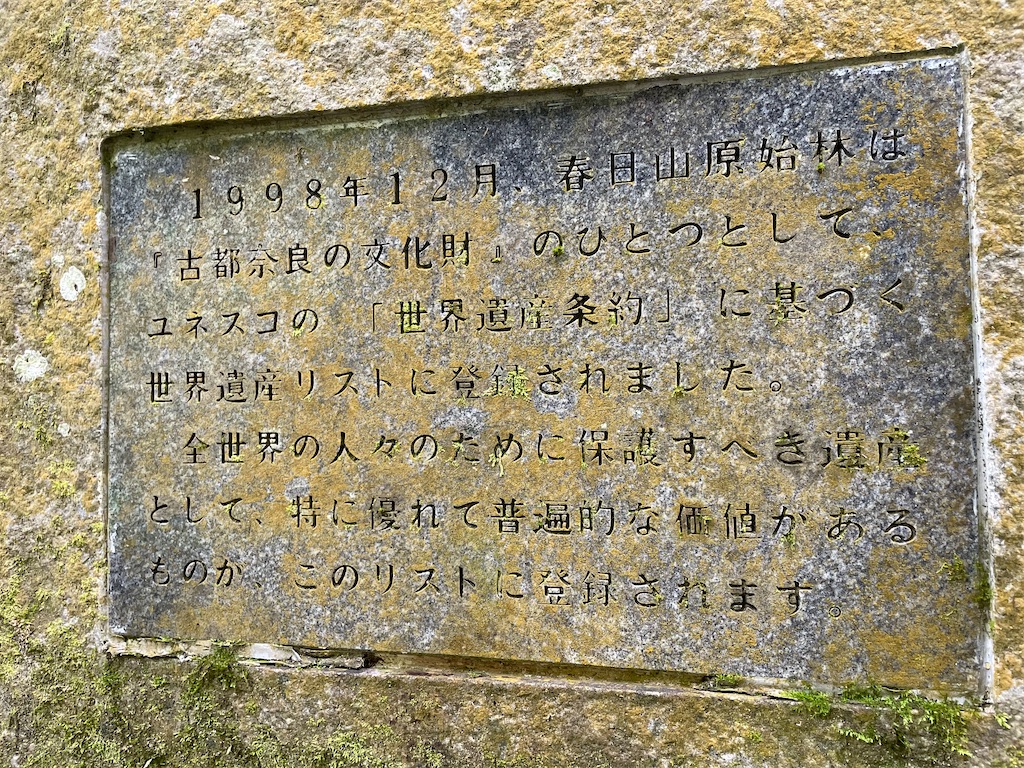 1998年12月、春日山原始林は
『古都奈良の文化財』のひとつとして、
ユネスコの「世界遺産条約」に基づく
世界遺産リストに登録されました。
全世界の人々のために保護すべき遺産
として、特に優れて普遍的な価値がある
ものが、このリストに登録されます。